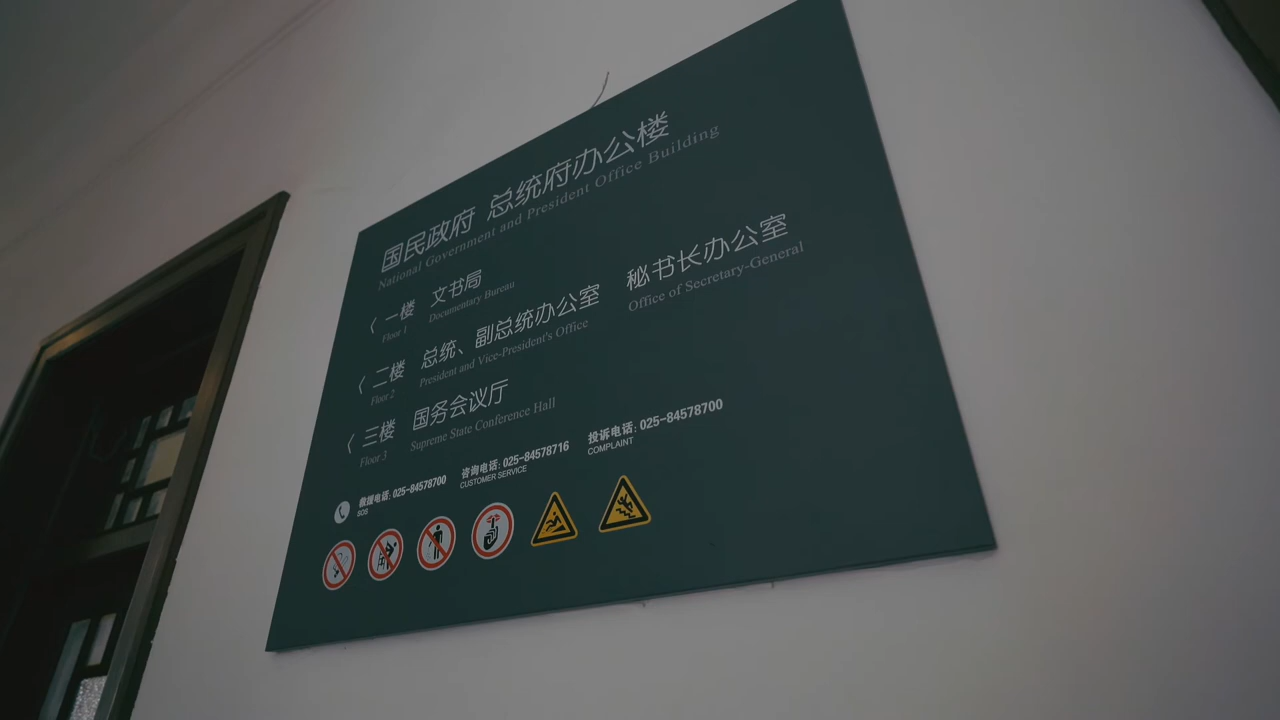 国民政府 总统府办公楼
National Government and President Office Building
〈 一楼 文书局
Floor 1 Documentary Bureau
〈 二楼 总统、副总统办公室 秘书长办公室
Floor 2 President and Vice-President's Office Office of Secretary-General
〈 三楼 国务会议厅
Floor 3 Supreme State Conference Hall
救援电话: 025-84578700 咨询电话: 025-84578716 投诉电话: 025-84578700
SOS CUSTOMER SERVICE COMPLAINT